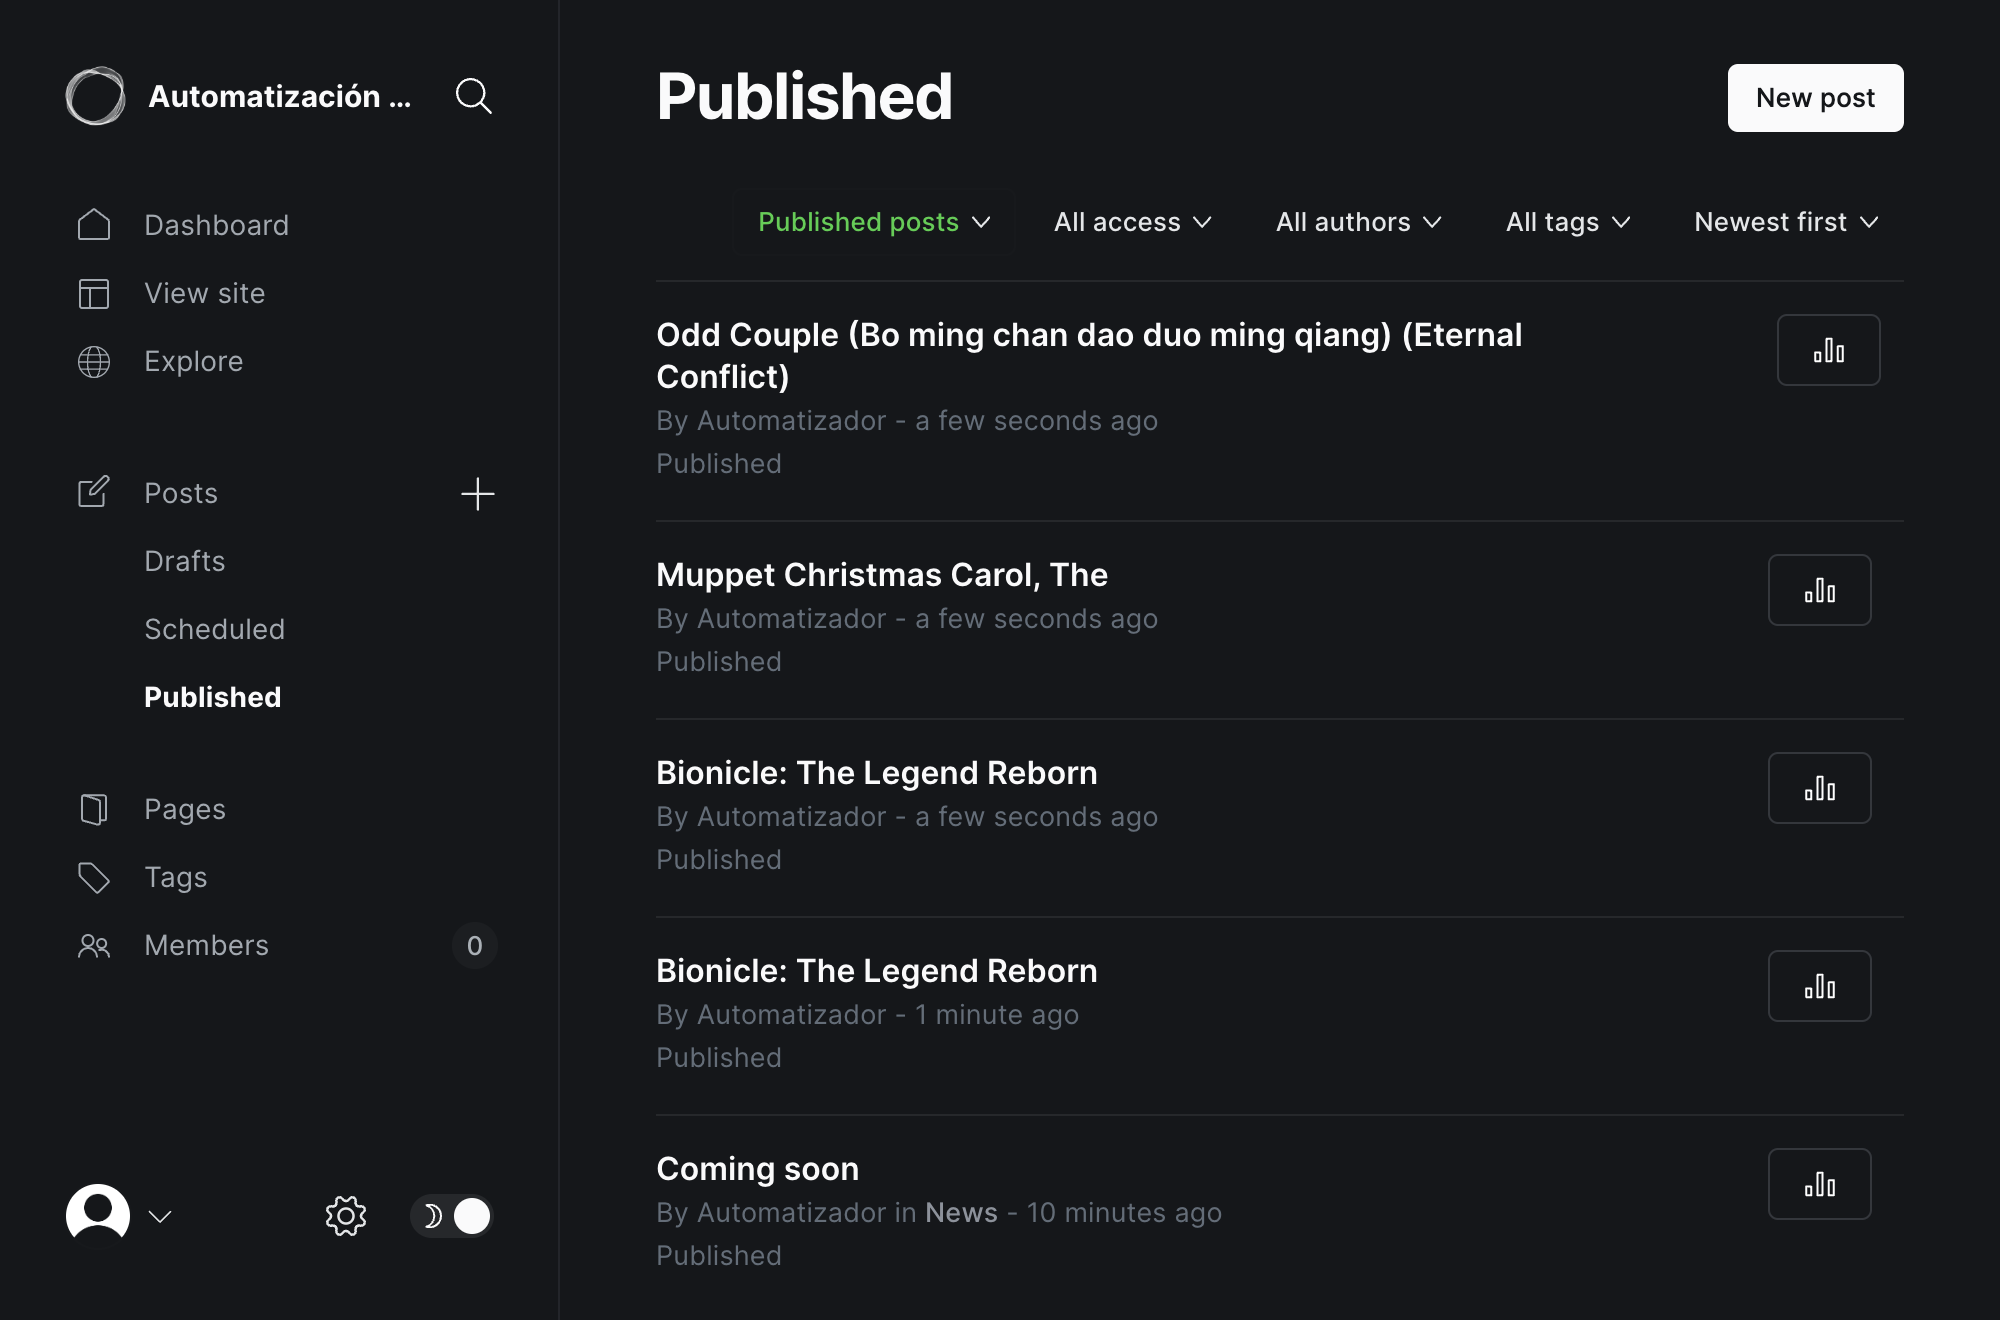 Automatización ...
Dashboard
View site
Explore
Posts
Drafts
Scheduled
Published
Pages
Tags
Members
0
Published
New post
Published posts
All access
All authors
All tags
Newest first
Odd Couple (Bo ming chan dao duo ming qiang) (Eternal
Conflict)
By Automatizador - a few seconds ago
Published
Muppet Christmas Carol, The
By Automatizador - a few seconds ago
Published
Bionicle: The Legend Reborn
By Automatizador - a few seconds ago
Published
Bionicle: The Legend Reborn
By Automatizador - 1 minute ago
Published
Coming soon
By Automatizador in News - 10 minutes ago
Published